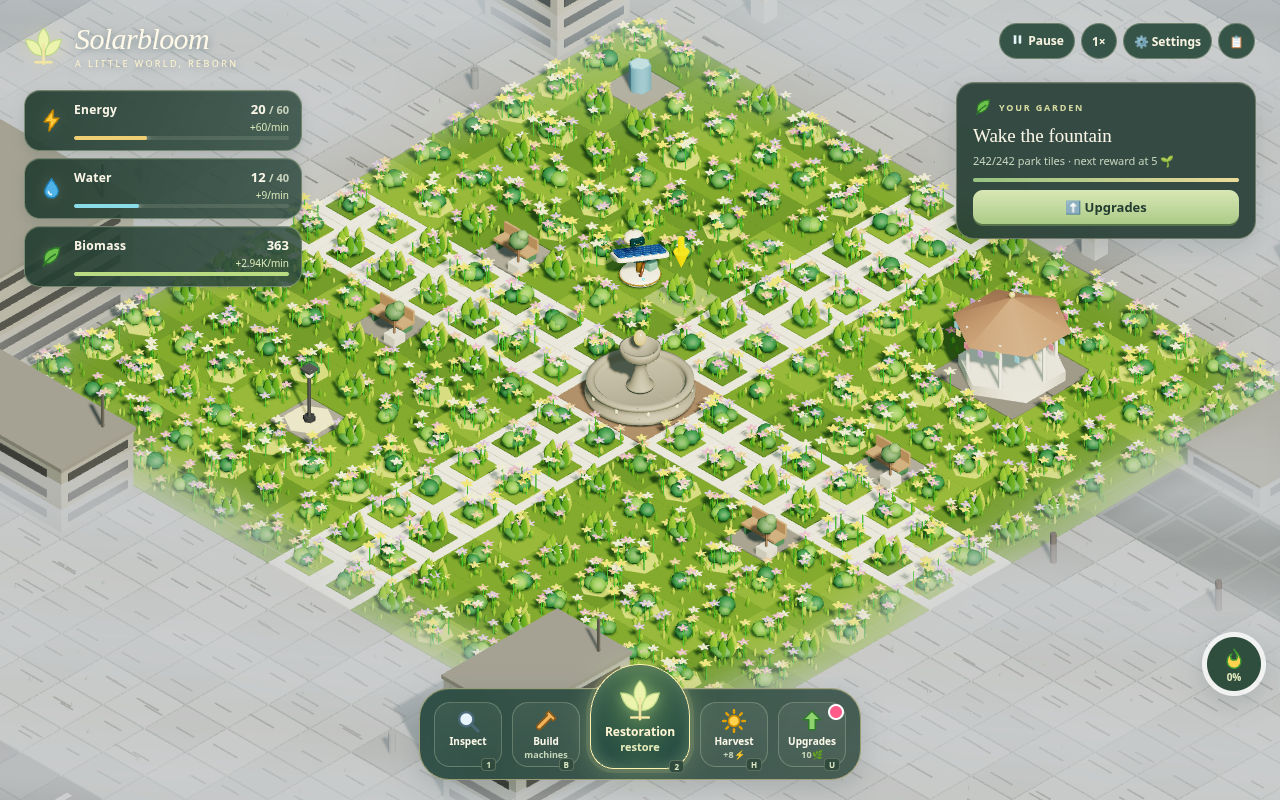 Solarbloom
A LITTLE WORLD, REBORN
Energy
20 / 60
+60/min
Water
12 / 40
+9/min
Biomass
363
+2.94K/min
Pause
1×
Settings
YOUR GARDEN
Wake the fountain
242/242 park tiles · next reward at 5
Upgrades
0%
Inspect
1
Build
machines
B
Restoration
restore
2
Harvest
+8
H
Upgrades
10
U